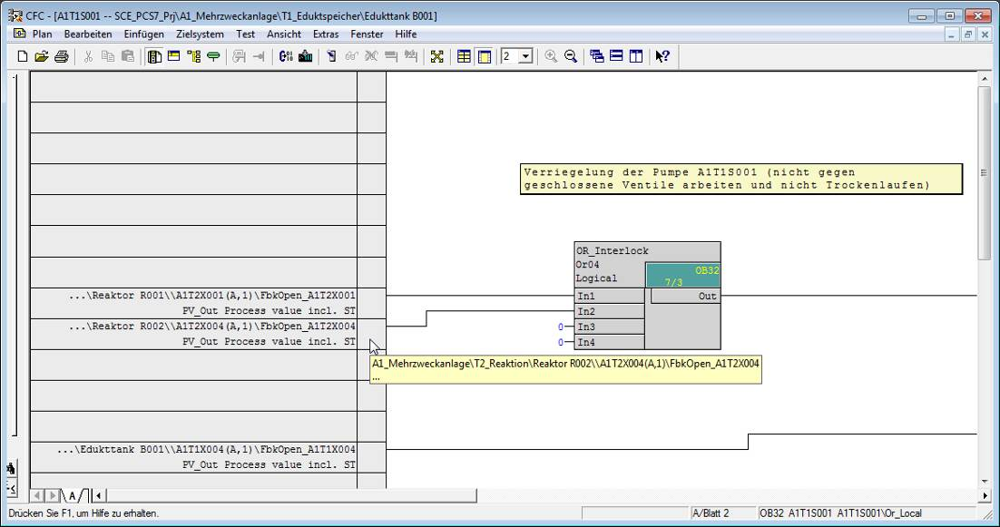 CFC - [A1T1S001 -- SCE_PCS7_Prj\A1_Mehrzweckanlage\T1_Eduktspeicher\Edukttank B001]
Plan Bearbeiten Einfügen Zielsystem Test Ansicht Extras Fenster Hilfe
2
Verriegelung der Pumpe A1T1S001 (nicht gegen
geschlossene Ventile arbeiten und nicht Trockenlaufen)
OR_Interlock
Or04
Logical
OB32
7/3
...\Reaktor R001\\A1T2X001(A,1)\FbkOpen_A1T2X001
PV_Out Process value incl. ST
In1
Out
In2
...\Reaktor R002\\A1T2X004(A,1)\FbkOpen_A1T2X004
PV_Out Process value incl. ST
0
In3
0
In4
A1_Mehrzweckanlage\T2_Reaktion\Reaktor R002\\A1T2X004(A,1)\FbkOpen_A1T2X004
...
...\Edukttank B001\\A1T1X004(A,1)\FbkOpen_A1T1X004
PV_Out Process value incl. ST
A
Drücken Sie F1, um Hilfe zu erhalten.
A/Blatt 2
OB32 A1T1S001 A1T1S001\Or_Local